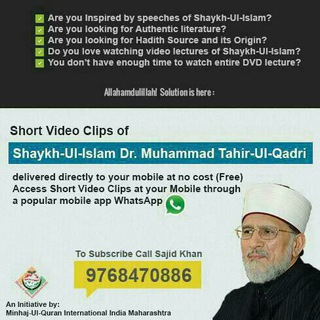 Are you Inspired by speeches of Shaykh-Ul-Islam?
Are you looking for Authentic literature?
Are you looking for Hadith Source and its Origin?
Do you love watching video lectures of Shaykh-Ul-Islam?
You don't have enough time to watch entire DVD lecture?
Allahamdulillah! Solution is here :
Short Video Clips of
Shaykh-Ul-Islam Dr. Muhammad Tahir-Ul-Qadri
delivered directly to your mobile at no cost (Free)
Access Short Video Clips at your Mobile through
a popular mobile app WhatsApp
To Subscribe Call Sajid Khan
9768470886
An Initiative by:
Minhaj-Ul-Quran International India Maharashtra